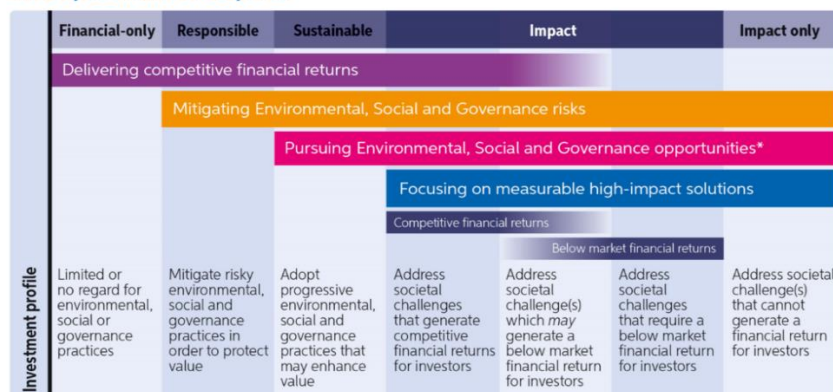 Financial-only
Responsible
Sustainable
Impact
Impact only
Delivering competitive financial returns
Mitigating Environmental, Social and Governance risks
Pursuing Environmental, Social and Governance opportunities*
Focusing on measurable high-impact solutions
Competitive financial returns
Below market financial returns
Investment profile
Limited or
no regard for
environmental,
social or
governance
practices
Mitigate risky
environmental,
social and
governance
practices in
order to protect
value
Adopt
progressive
environmental,
social and
governance
practices that
may enhance
value
Address
societal
challenges
that generate
competitive
financial returns
for investors
Address
societal
challenge(s)
which may
generate a
below market
financial return
for investors
Address
societal
challenges
that require a
below market
financial return
for investors
Address societal
challenge(s)
that cannot
generate a
financial return
for investors